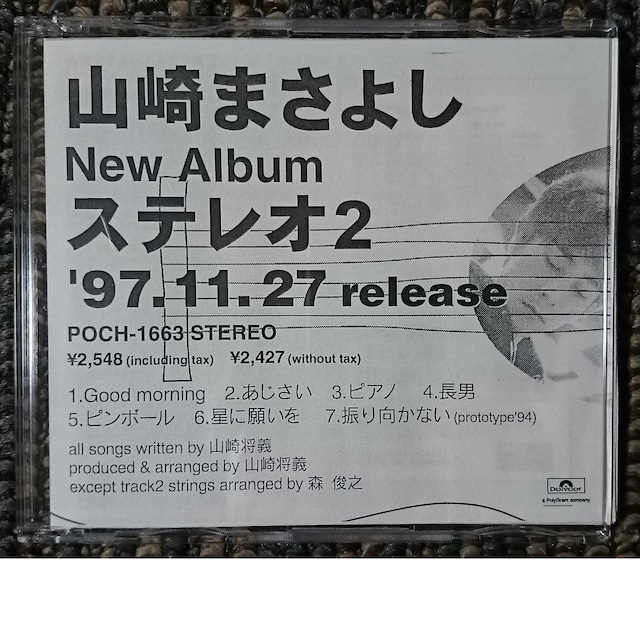 山崎まさよし
New Album
ステレオ2
'97.11.27 release
POCH-1663 STEREO
¥2,548 (including tax) ¥2,427 (without tax)
1.Good morning 2.あじさい 3.ピアノ 4.長男
5.ピンボール 6.星に願いを 7.振り向かない (prototype'94)
all songs written by 山崎将義
produced & arranged by 山崎将義
except track2 strings arranged by 森 俊之
Polydor
a PolyGram company